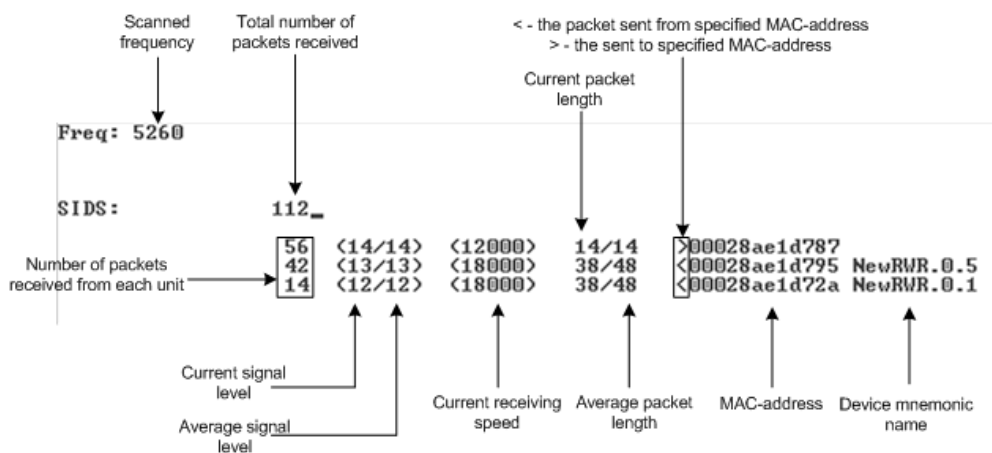 Scanned
frequency
Total number of
packets received
< - the packet sent from specified MAC-address
> - the sent to specified MAC-address
Current packet
length
Freq: 5260
SIDS: 112_
56 (14/14) (12000) 14/14 >00028ae1d787
42 (13/13) (18000) 38/48 <00028ae1d795 NewRWR.0.5
14 (12/12) (18000) 38/48 <00028ae1d72a NewRWR.0.1
Number of packets
received from each unit
Current signal
level
Average signal
level
Current receiving
speed
Average packet
length
MAC-address
Device mnemonic
name